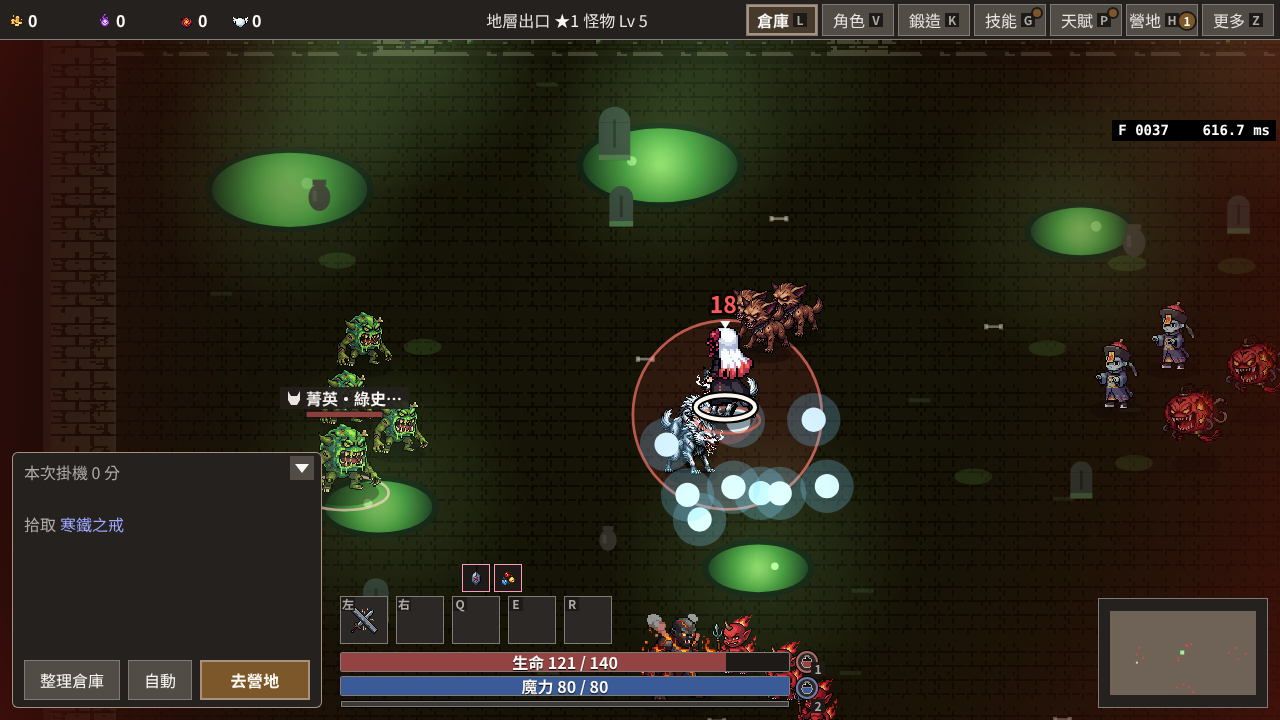 0
0
0
0
地層出口 ★1 怪物 Lv 5
倉庫 L
角色 V
鍛造 K
技能 G
天賦 P
營地 H 1
更多 Z
F 0037 616.7 ms
18
菁英・綠史⋯
本次掛機 0 分
拾取 寒鐵之戒
左
右
Q
E
R
生命 121 / 140
1
魔力 80 / 80
2
整理倉庫
自動
去營地